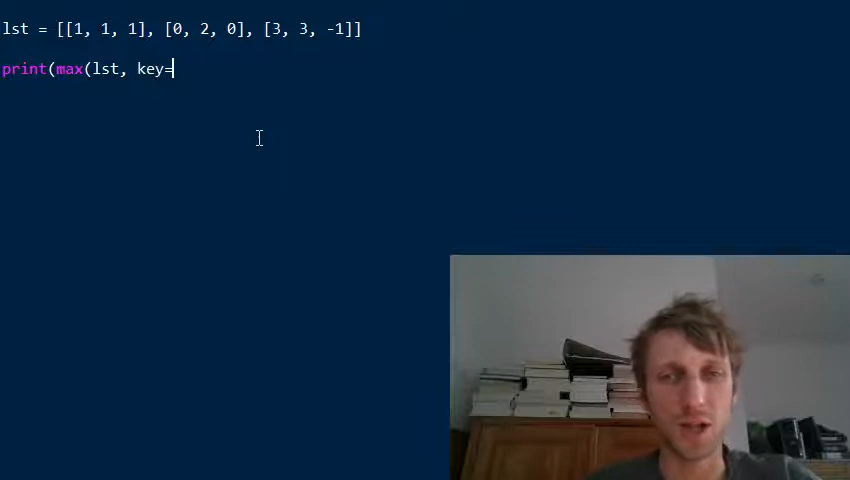 lst = [[1, 1, 1], [0, 2, 0], [3, 3, -1]]
print(max(lst, key=